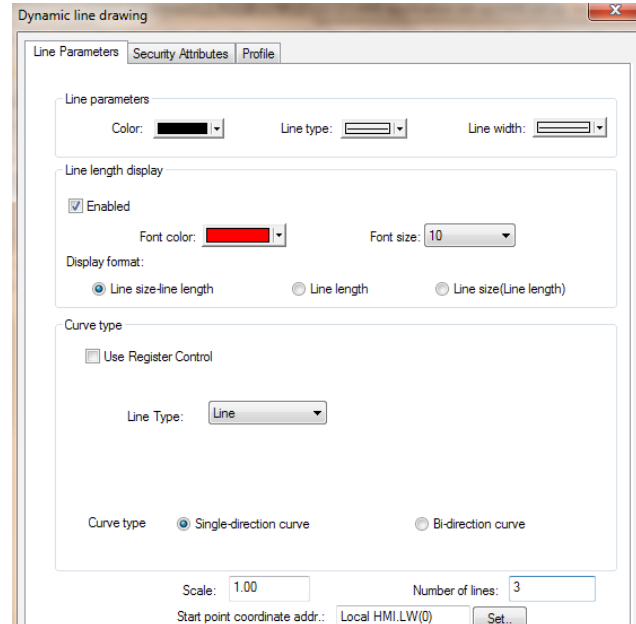 Dynamic line drawing
Line Parameters Security Attributes Profile
Line parameters
Color: Line type: Line width:
Line length display
Enabled
Font color: Font size: 10
Display format:
Line size-line length Line length Line size(Line length)
Curve type
Use Register Control
Line Type: Line
Curve type Single-direction curve Bi-direction curve
Scale: 1.00 Number of lines: 3
Start point coordinate addr.: Local HMI.LW(0) Set..